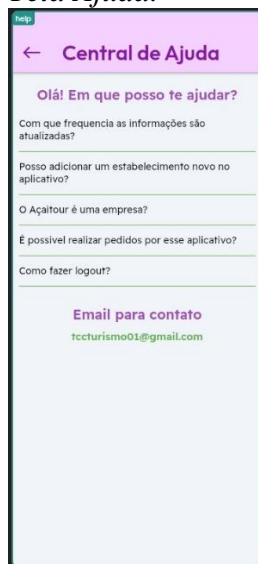 help
Central de Ajuda
Olá! Em que posso te ajudar?
Com que frequencia as informações são
atualizadas?
Posso adicionar um estabelecimento novo no
aplicativo?
O Açaitour é uma empresa?
É possivel realizar pedidos por esse aplicativo?
Como fazer logout?
Email para contato
tccturismo01@gmail.com